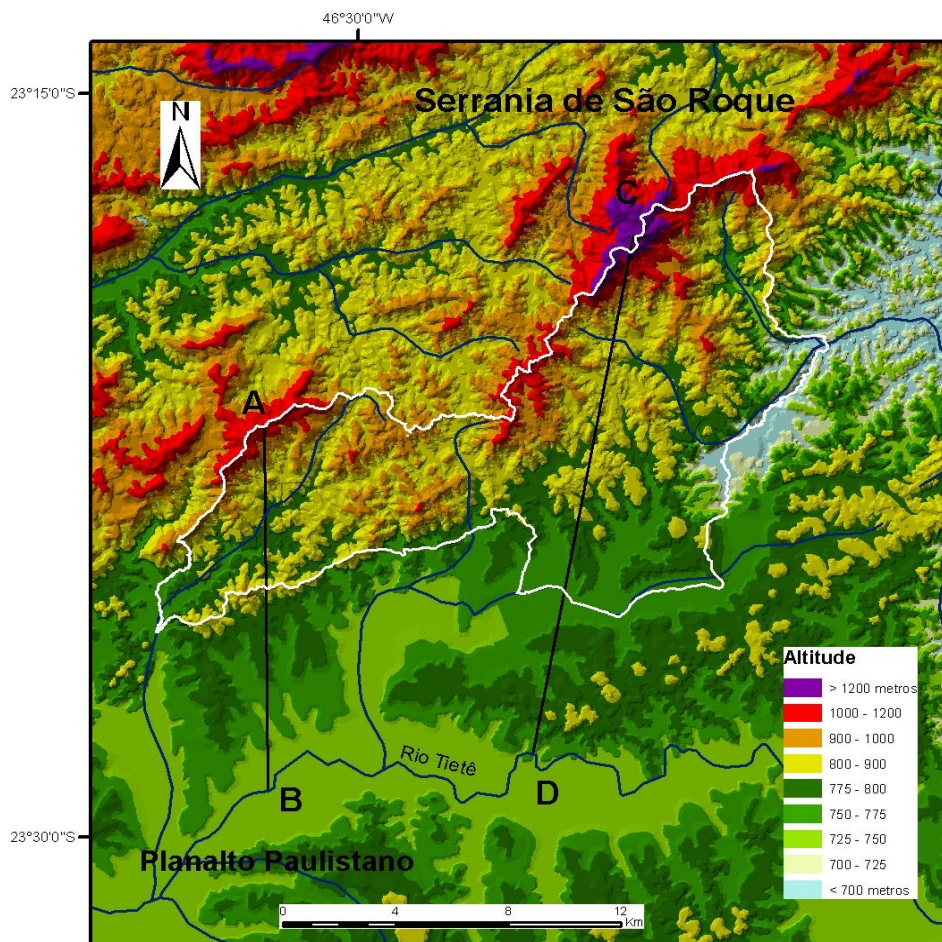 46°30'0"W
23°15'0"S
Serrania de São Roque
N
C
A
Altitude
> 1200 metros
1000 - 1200
900 - 1000
800 - 900
775 - 800
750 - 775
725 - 750
700 - 725
< 700 metros
Rio Tietê
B
D
23°30'0"S
Planalto Paulistano
0 4 8 12
Km